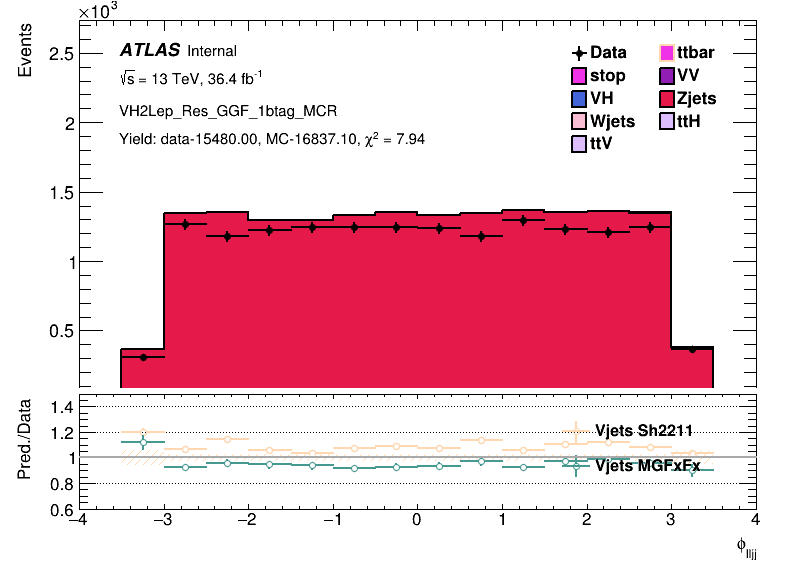 ×10³
Events
2.5
2
1.5
1
0.5
ATLAS Internal
√s = 13 TeV, 36.4 fb⁻¹
VH2Lep_Res_GGF_1btag_MCR
Yield: data-15480.00, MC-16837.10, χ² = 7.94
Data ttbar
stop VV
VH Zjets
Wjets ttH
ttV
Pred./Data
1.4
1.2
1
0.8
0.6
Vjets Sh2211
Vjets MGFxFx
−4 −3 −2 −1 0 1 2 3 4
ϕlljj